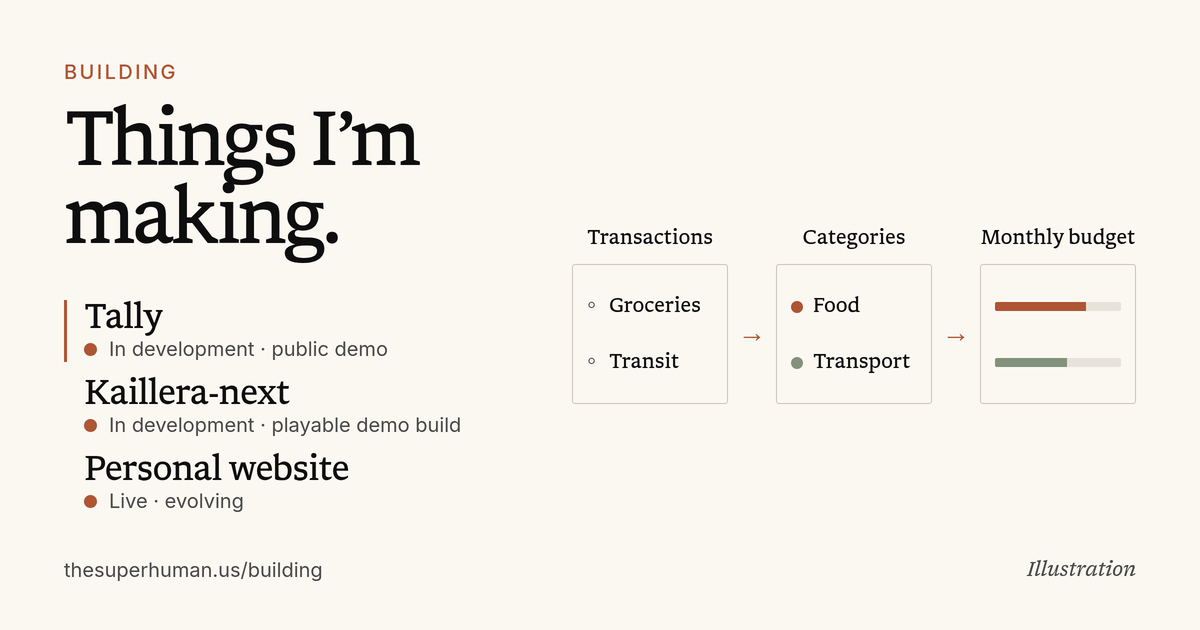 BUILDING
Things I’m
making.
Tally
In development · public demo
Kaillera-next
In development · playable demo build
Personal website
Live · evolving
Transactions
Groceries
Transit
→
Categories
Food
Transport
→
Monthly budget
thesuperhuman.us/building
Illustration